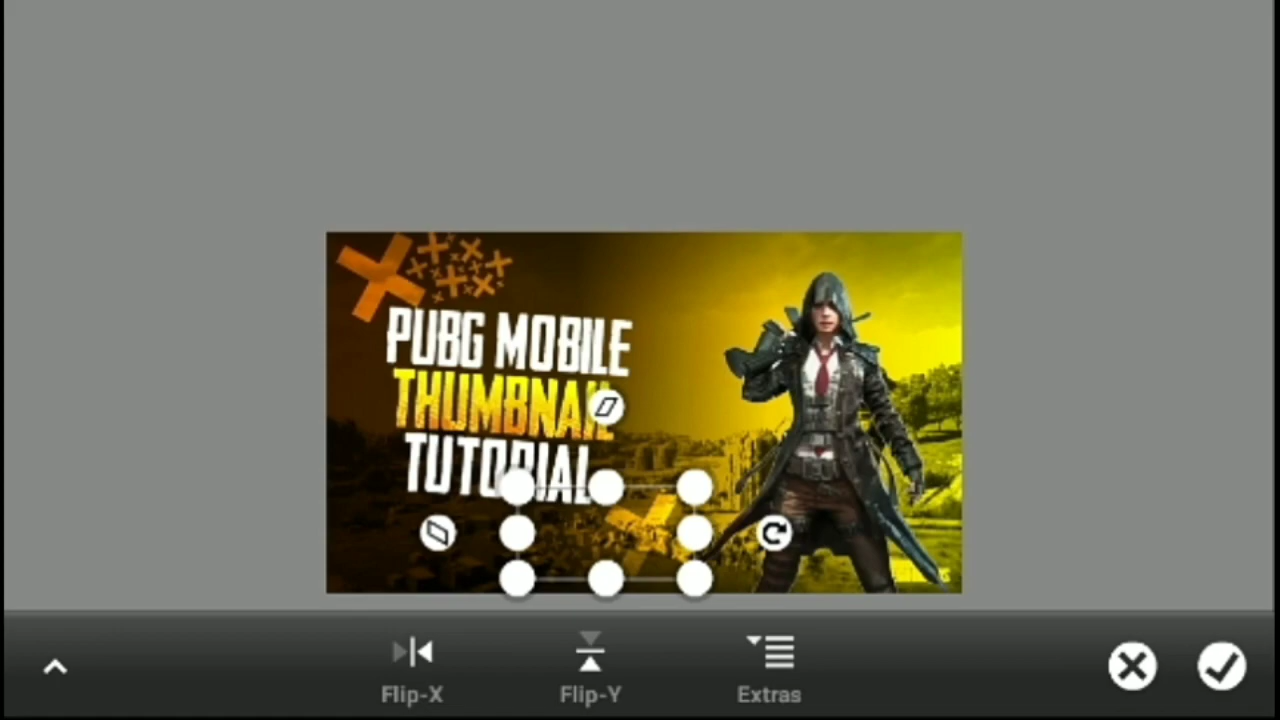 PUBG MOBILE
THUMBNAIL
TUTORIAL
Flip-X
Flip-Y
Extras